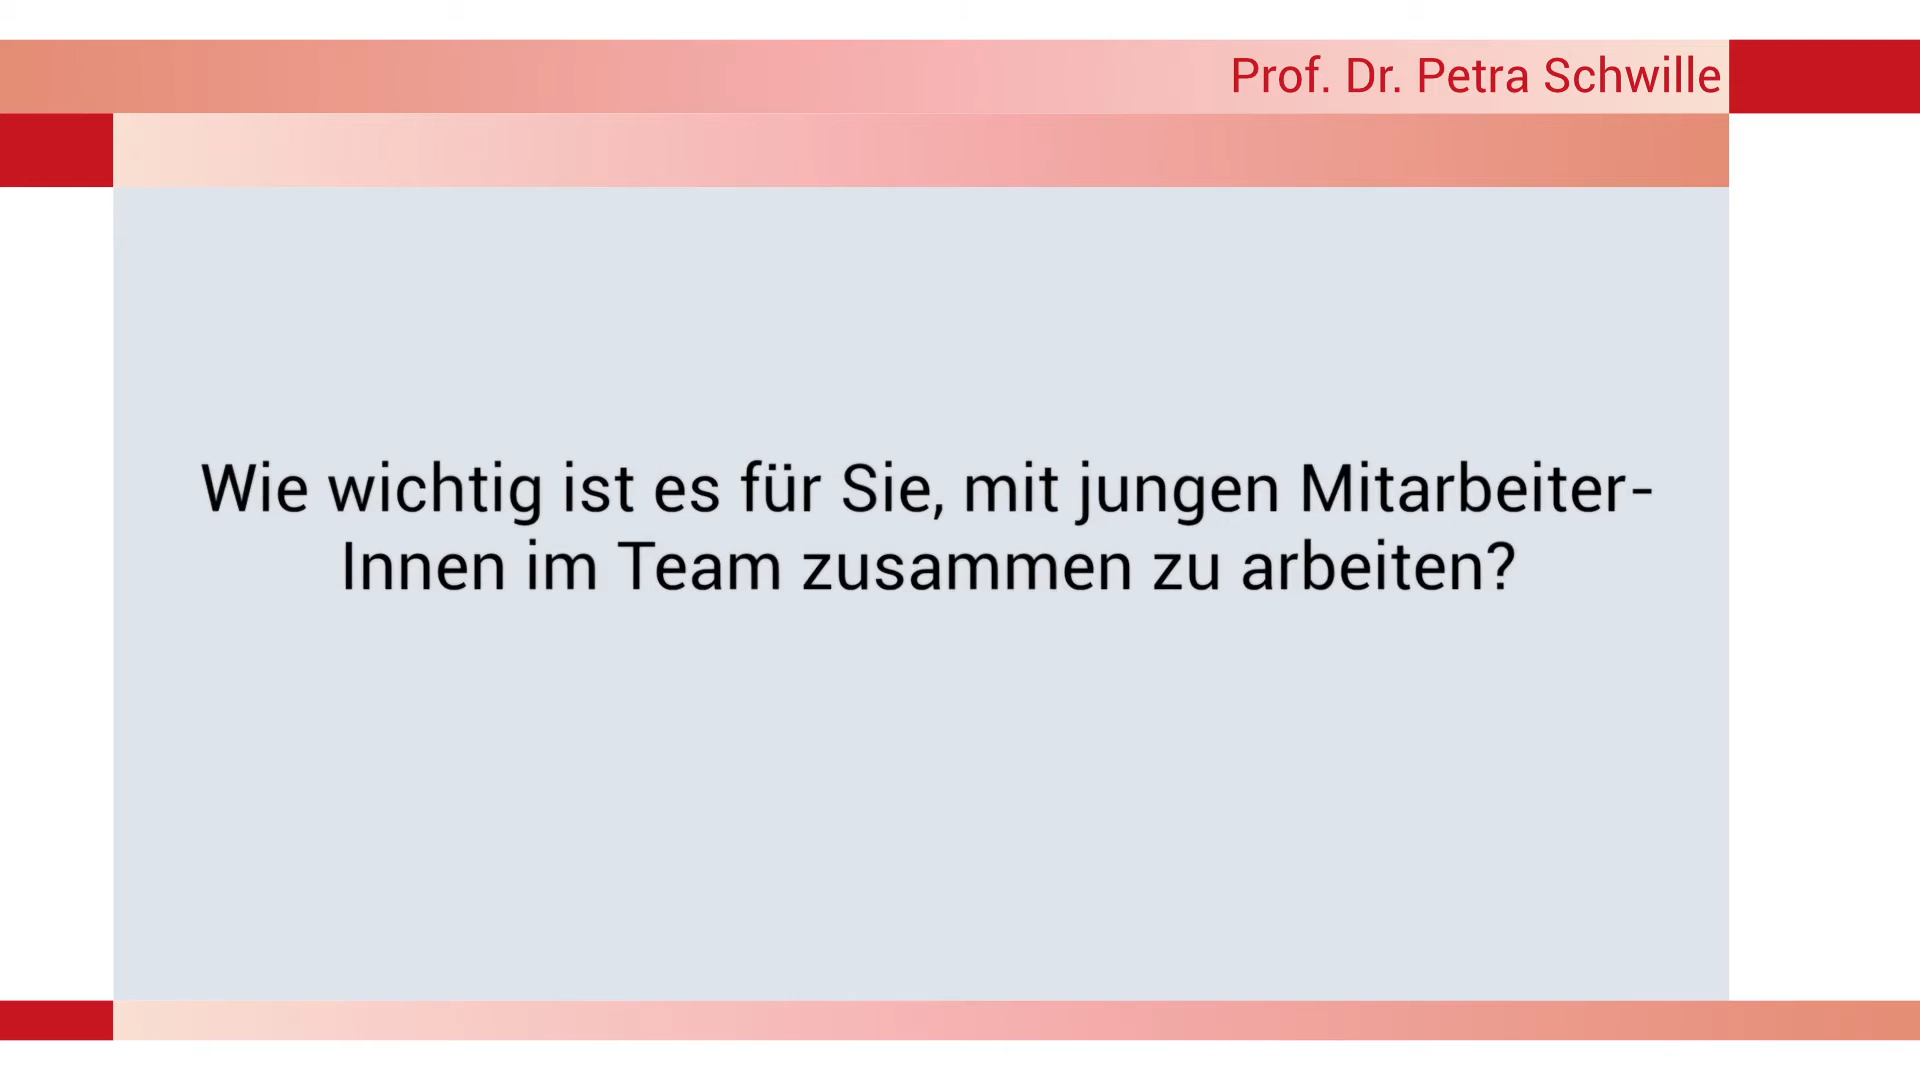 Prof. Dr. Petra Schwille
Wie wichtig ist es für Sie, mit jungen Mitarbeiter-
Innen im Team zusammen zu arbeiten?